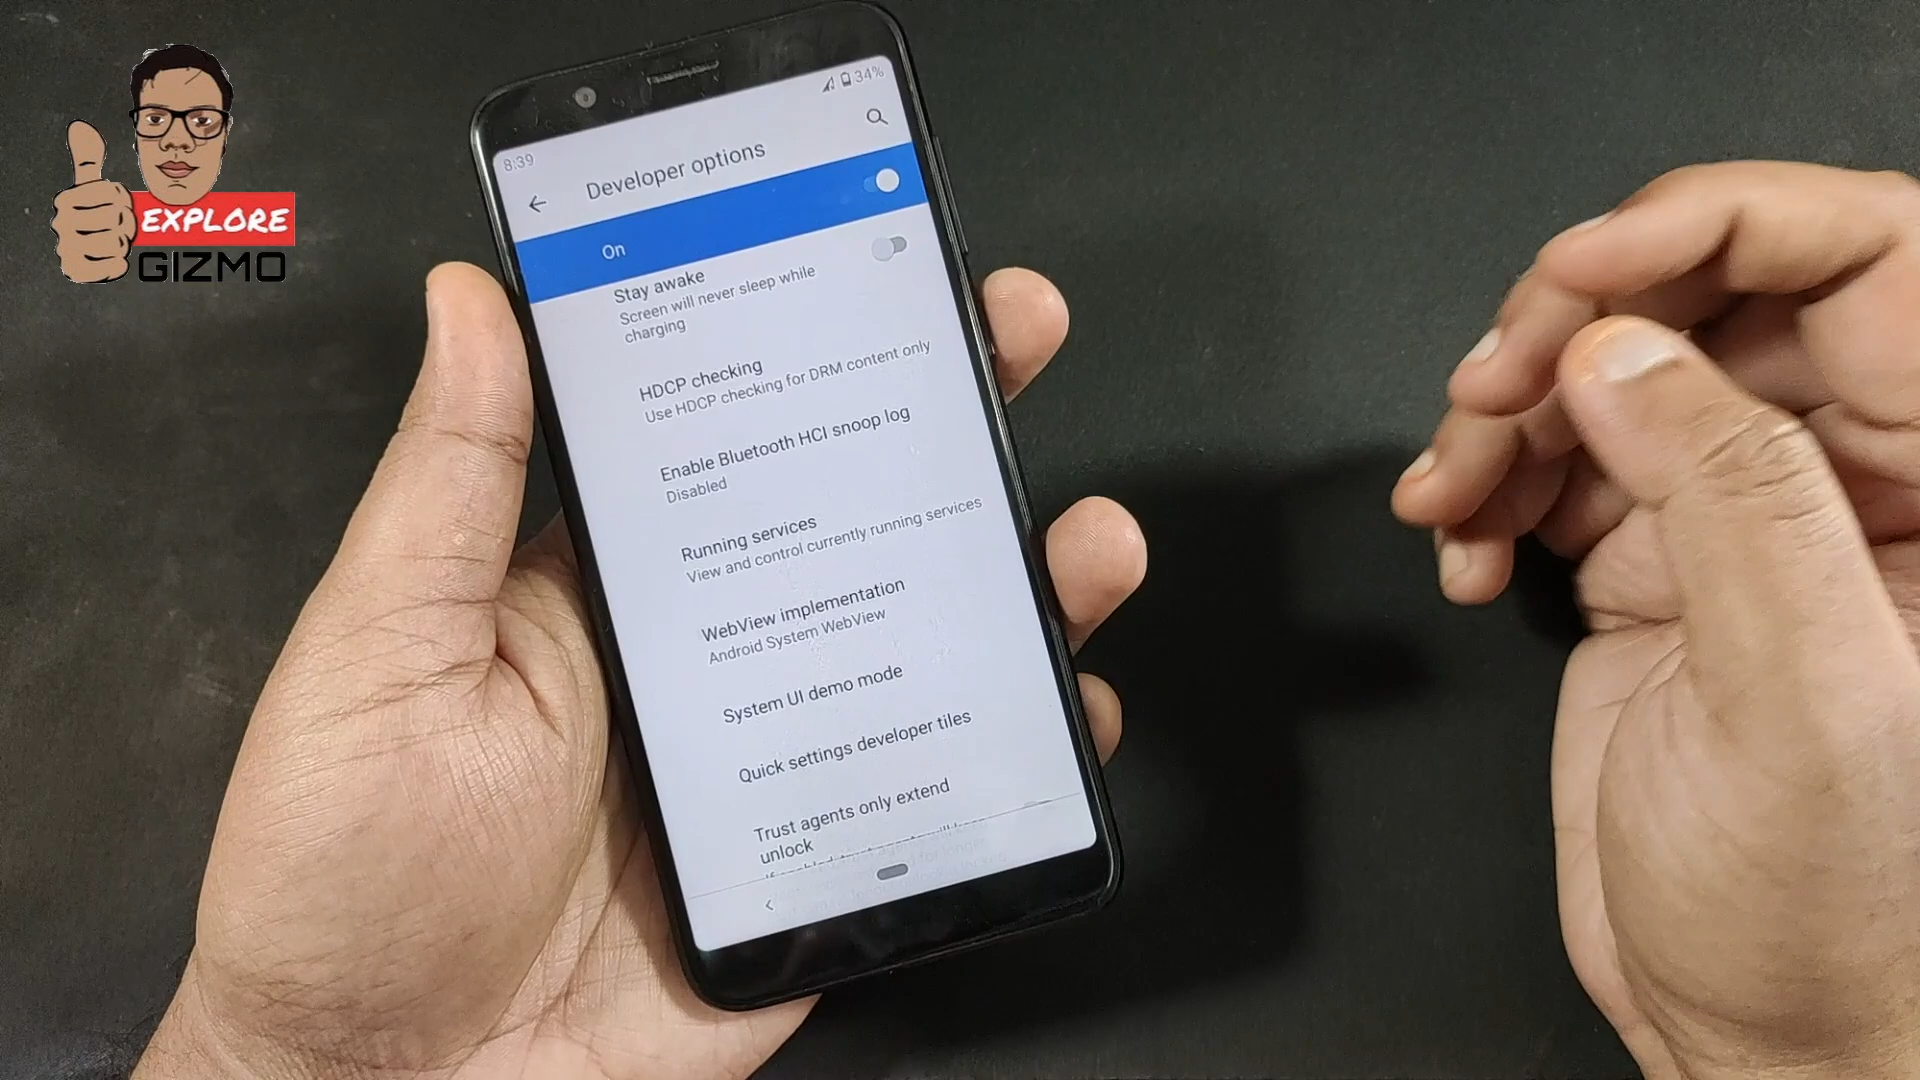 EXPLORE
GIZMO
8:39
34%
Developer options
On
Stay awake
Screen will never sleep while
charging
HDCP checking
Use HDCP checking for DRM content only
Enable Bluetooth HCI snoop log
Disabled
Running services
View and control currently running services
WebView implementation
Android System WebView
System UI demo mode
Quick settings developer tiles
Trust agents only extend
unlock